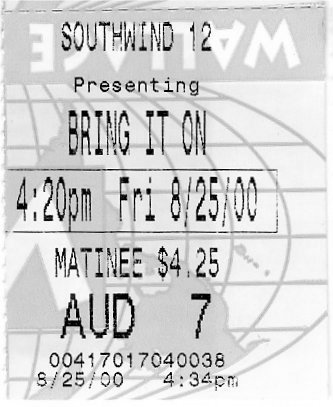 WALLACE
SOUTHWIND 12
Presenting
BRING IT ON
4:20pm Fri 8/25/00
MATINEE $4.25
AUD 7
00417017040038
8/25/00 4:34pm